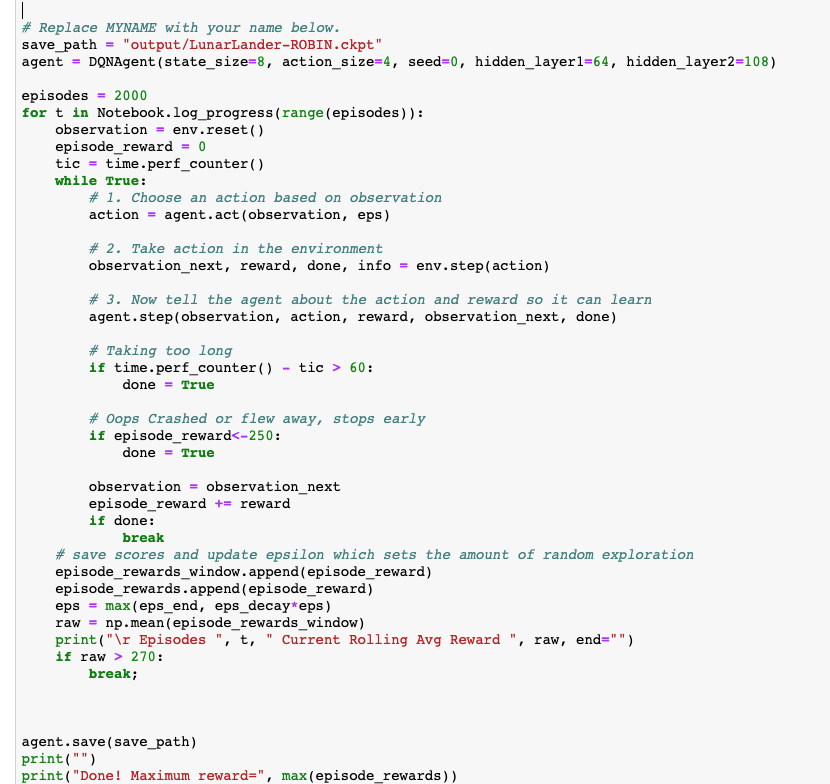 # Replace MYNAME with your name below.
save_path = "output/LunarLander-ROBIN.ckpt"
agent = DQNAgent(state_size=8, action_size=4, seed=0, hidden_layer1=64, hidden_layer2=108)

episodes = 2000
for t in Notebook.log_progress(range(episodes)):
    observation = env.reset()
    episode_reward = 0
    tic = time.perf_counter()
    while True:
        # 1. Choose an action based on observation
        action = agent.act(observation, eps)

        # 2. Take action in the environment
        observation_next, reward, done, info = env.step(action)

        # 3. Now tell the agent about the action and reward so it can learn
        agent.step(observation, action, reward, observation_next, done)

        # Taking too long
        if time.perf_counter() - tic > 60:
            done = True

        # Oops Crashed or flew away, stops early
        if episode_reward<-250:
            done = True

        observation = observation_next
        episode_reward += reward
        if done:
            break
    # save scores and update epsilon which sets the amount of random exploration
    episode_rewards_window.append(episode_reward)
    episode_rewards.append(episode_reward)
    eps = max(eps_end, eps_decay*eps)
    raw = np.mean(episode_rewards_window)
    print("\r Episodes ", t, " Current Rolling Avg Reward ", raw, end="")
    if raw > 270:
        break;

agent.save(save_path)
print("")
print("Done! Maximum reward=", max(episode_rewards))